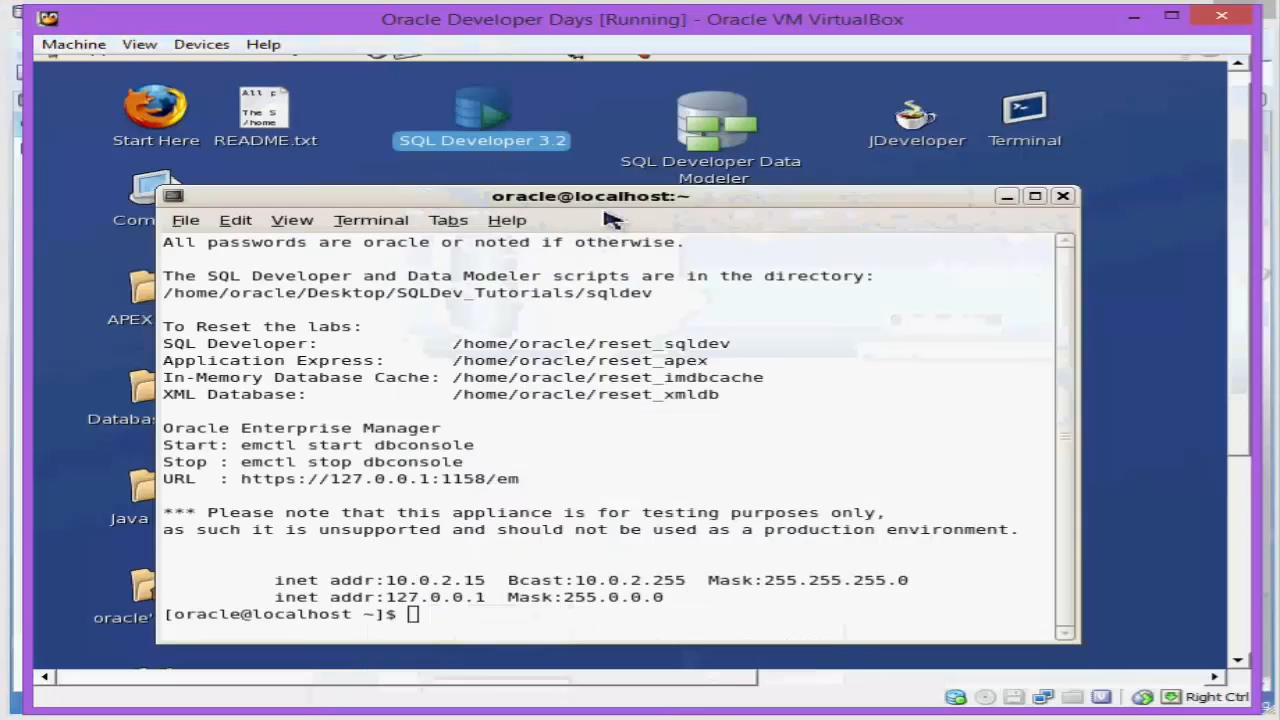 Oracle Developer Days [Running] - Oracle VM VirtualBox
Machine View Devices Help
All p
The S
/home
Start Here README.txt SQL Developer 3.2 SQL Developer Data Modeler JDeveloper Terminal
Com
oracle@localhost:~
File Edit View Terminal Tabs Help
All passwords are oracle or noted if otherwise.
The SQL Developer and Data Modeler scripts are in the directory:
/home/oracle/Desktop/SQLDev_Tutorials/sqldev
APEX
To Reset the labs:
SQL Developer: /home/oracle/reset_sqldev
Application Express: /home/oracle/reset_apex
In-Memory Database Cache: /home/oracle/reset_imdbcache
XML Database: /home/oracle/reset_xmldb
Databas
Oracle Enterprise Manager
Start: emctl start dbconsole
Stop : emctl stop dbconsole
URL : https://127.0.0.1:1158/em
Java
*** Please note that this appliance is for testing purposes only,
as such it is unsupported and should not be used as a production environment.
inet addr:10.0.2.15 Bcast:10.0.2.255 Mask:255.255.255.0
inet addr:127.0.0.1 Mask:255.0.0.0
[oracle@localhost ~]$
oracle'
Right Ctrl